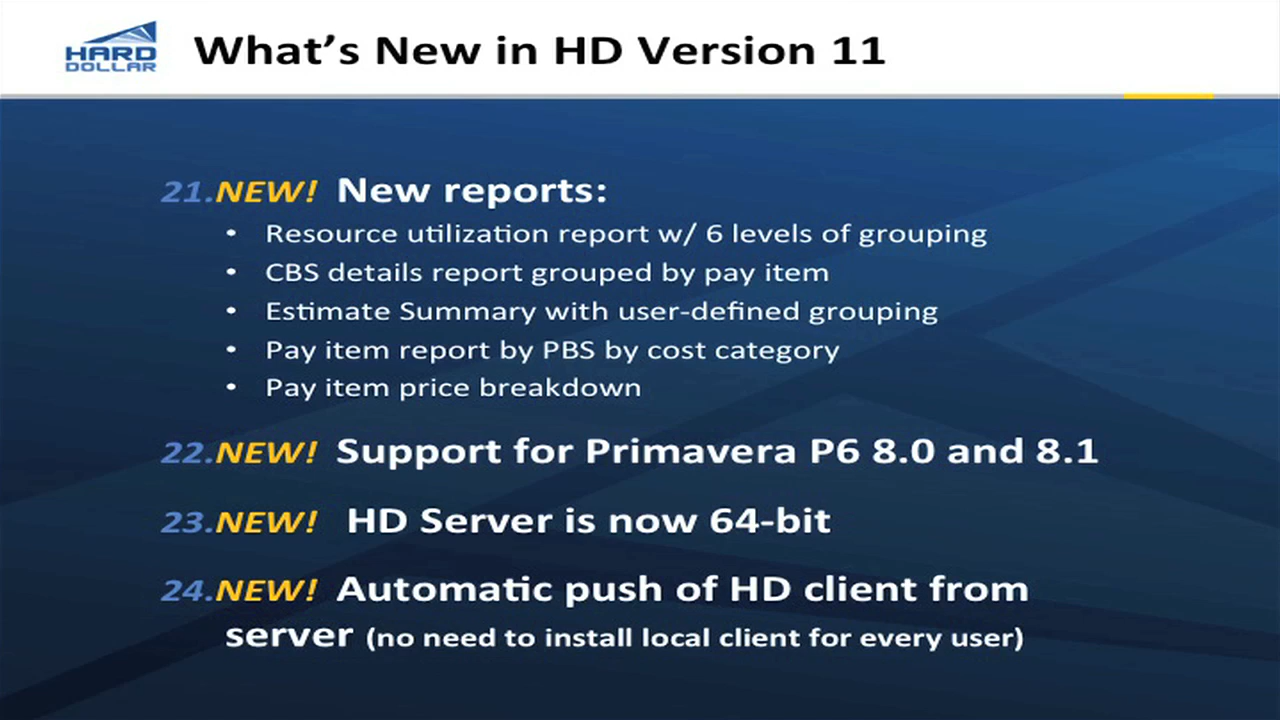 HARD
DOLLAR
What's New in HD Version 11
21.NEW! New reports:
• Resource utilization report w/ 6 levels of grouping
• CBS details report grouped by pay item
• Estimate Summary with user-defined grouping
• Pay item report by PBS by cost category
• Pay item price breakdown
22.NEW! Support for Primavera P6 8.0 and 8.1
23.NEW! HD Server is now 64-bit
24.NEW! Automatic push of HD client from
server (no need to install local client for every user)